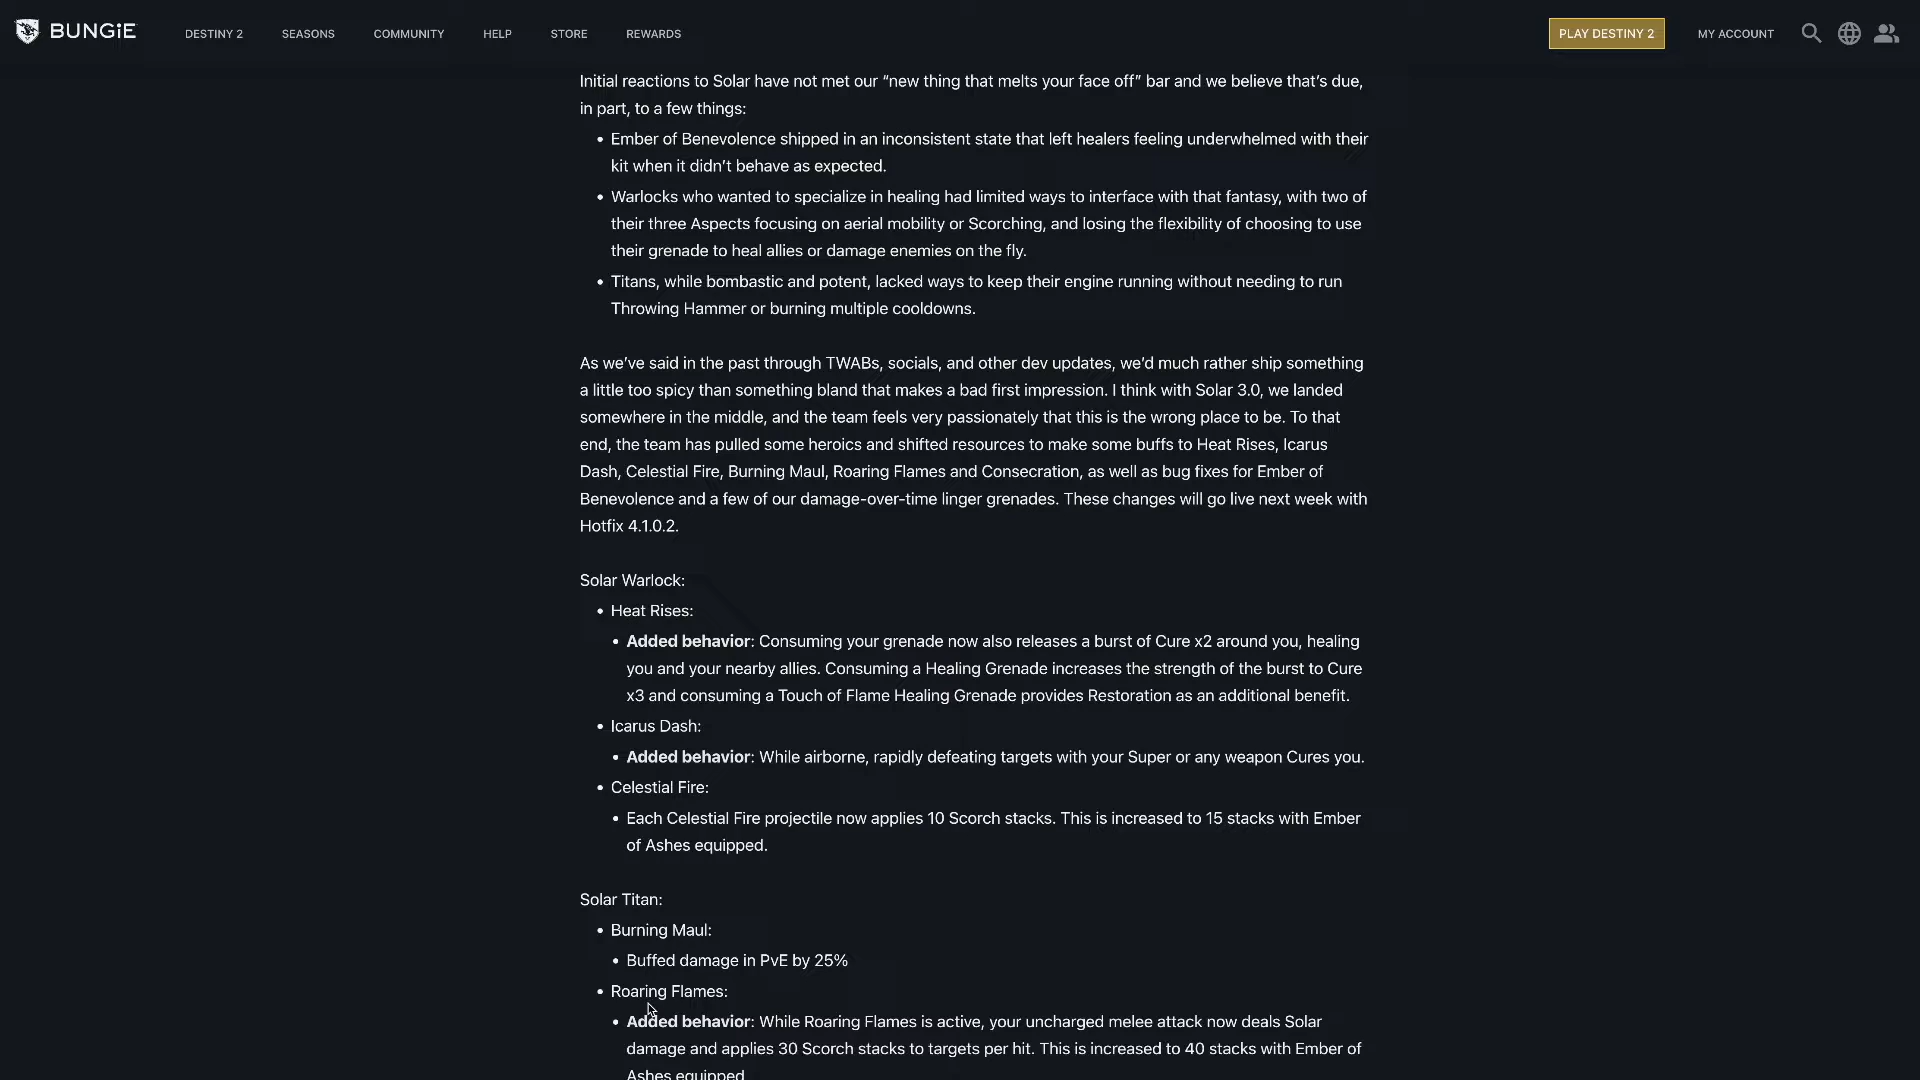 BUNGiE
DESTINY 2
SEASONS
COMMUNITY
HELP
STORE
REWARDS
PLAY DESTINY 2
MY ACCOUNT
Initial reactions to Solar have not met our “new thing that melts your face off” bar and we believe that’s due,
in part, to a few things:
• Ember of Benevolence shipped in an inconsistent state that left healers feeling underwhelmed with their
kit when it didn’t behave as expected.
• Warlocks who wanted to specialize in healing had limited ways to interface with that fantasy, with two of
their three Aspects focusing on aerial mobility or Scorching, and losing the flexibility of choosing to use
their grenade to heal allies or damage enemies on the fly.
• Titans, while bombastic and potent, lacked ways to keep their engine running without needing to run
Throwing Hammer or burning multiple cooldowns.
As we’ve said in the past through TWABs, socials, and other dev updates, we’d much rather ship something
a little too spicy than something bland that makes a bad first impression. I think with Solar 3.0, we landed
somewhere in the middle, and the team feels very passionately that this is the wrong place to be. To that
end, the team has pulled some heroics and shifted resources to make some buffs to Heat Rises, Icarus
Dash, Celestial Fire, Burning Maul, Roaring Flames and Consecration, as well as bug fixes for Ember of
Benevolence and a few of our damage-over-time linger grenades. These changes will go live next week with
Hotfix 4.1.0.2.
Solar Warlock:
• Heat Rises:
• Added behavior: Consuming your grenade now also releases a burst of Cure x2 around you, healing
you and your nearby allies. Consuming a Healing Grenade increases the strength of the burst to Cure
x3 and consuming a Touch of Flame Healing Grenade provides Restoration as an additional benefit.
• Icarus Dash:
• Added behavior: While airborne, rapidly defeating targets with your Super or any weapon Cures you.
• Celestial Fire:
• Each Celestial Fire projectile now applies 10 Scorch stacks. This is increased to 15 stacks with Ember
of Ashes equipped.
Solar Titan:
• Burning Maul:
• Buffed damage in PvE by 25%
• Roaring Flames:
• Added behavior: While Roaring Flames is active, your uncharged melee attack now deals Solar
damage and applies 30 Scorch stacks to targets per hit. This is increased to 40 stacks with Ember of
Ashes equipped